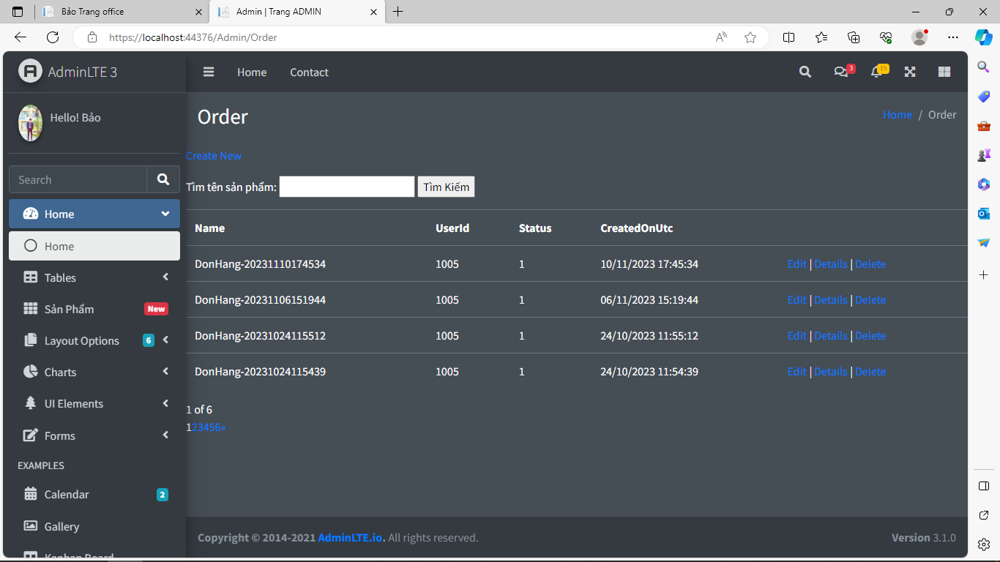 Bảo Trang office
Admin | Trang ADMIN
https://localhost:44376/Admin/Order
AdminLTE 3
Home
Contact
3
15
Hello! Bảo
Order
Home / Order
Create New
Search
Tìm tên sản phẩm:
Tìm Kiếm
Home
Home
Tables
Sản Phẩm New
Layout Options 6
Charts
UI Elements
Forms
EXAMPLES
Calendar 2
Gallery
Kanban Board
Name UserId Status CreatedOnUtc
DonHang-20231110174534 1005 1 10/11/2023 17:45:34 Edit | Details | Delete
DonHang-20231106151944 1005 1 06/11/2023 15:19:44 Edit | Details | Delete
DonHang-20231024115512 1005 1 24/10/2023 11:55:12 Edit | Details | Delete
DonHang-20231024115439 1005 1 24/10/2023 11:54:39 Edit | Details | Delete
1 of 6
123456»
Copyright © 2014-2021 AdminLTE.io. All rights reserved.
Version 3.1.0